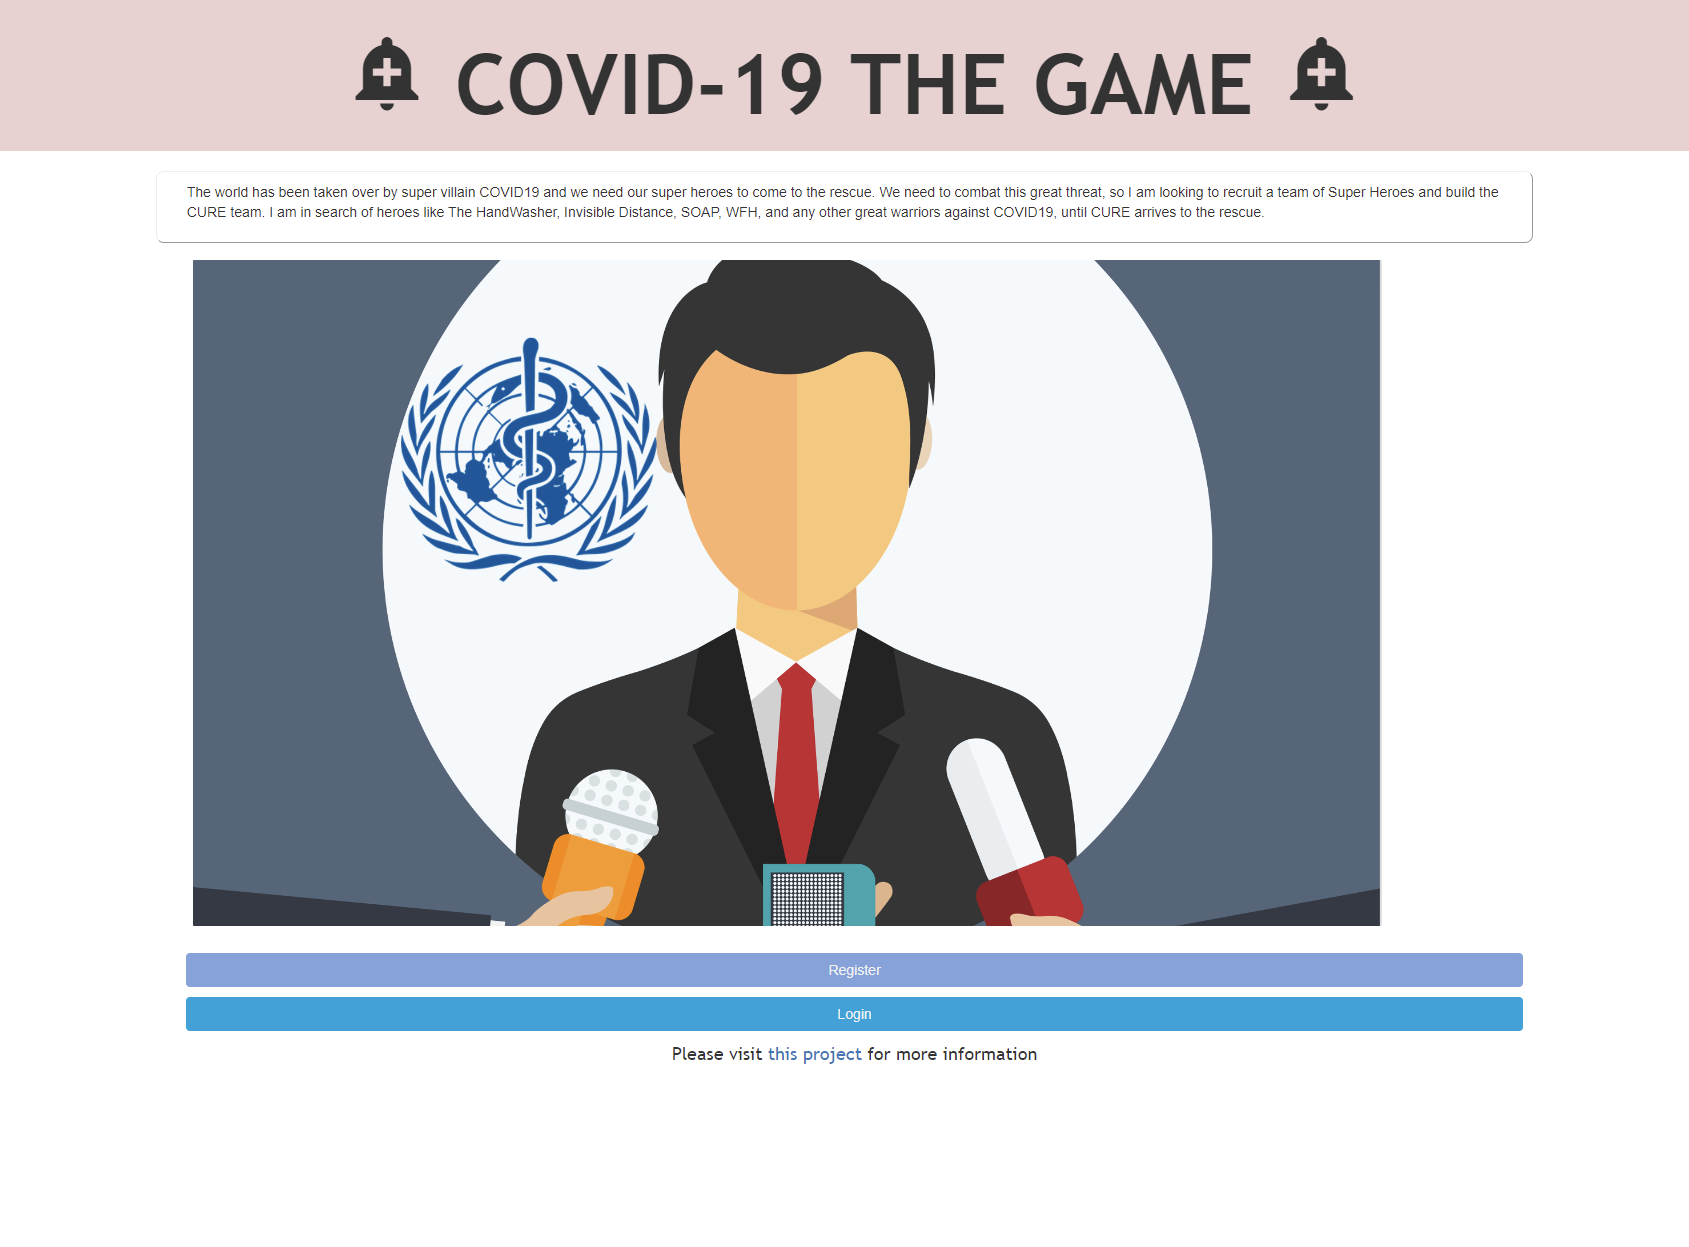 COVID-19 THE GAME
The world has been taken over by super villain COVID19 and we need our super heroes to come to the rescue. We need to combat this great threat, so I am looking to recruit a team of Super Heroes and build the
CURE team. I am in search of heroes like The HandWasher, Invisible Distance, SOAP, WFH, and any other great warriors against COVID19, until CURE arrives to the rescue.
Register
Login
Please visit this project for more information